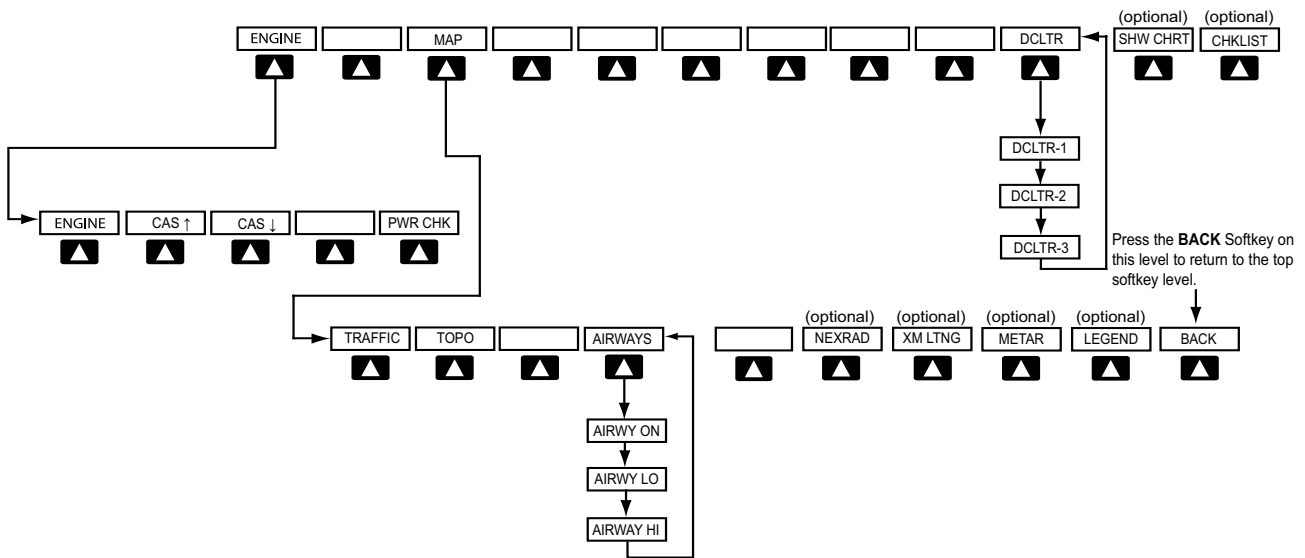 (optional) (optional)
ENGINE MAP DCLTR SHW CHRT CHKLIST
DCLTR-1
DCLTR-2
DCLTR-3
ENGINE CAS ↑ CAS ↓ PWR CHK
Press the BACK Softkey on
this level to return to the top
softkey level.
(optional) (optional) (optional) (optional)
TRAFFIC TOPO AIRWAYS NEXRAD XM LTNG METAR LEGEND BACK
AIRWY ON
AIRWY LO
AIRWAY HI